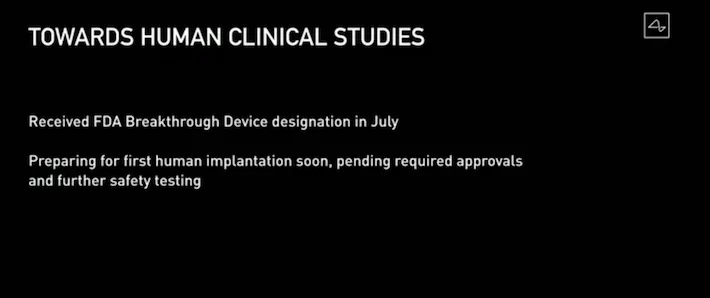 TOWARDS HUMAN CLINICAL STUDIES
Received FDA Breakthrough Device designation in July
Preparing for first human implantation soon, pending required approvals
and further safety testing